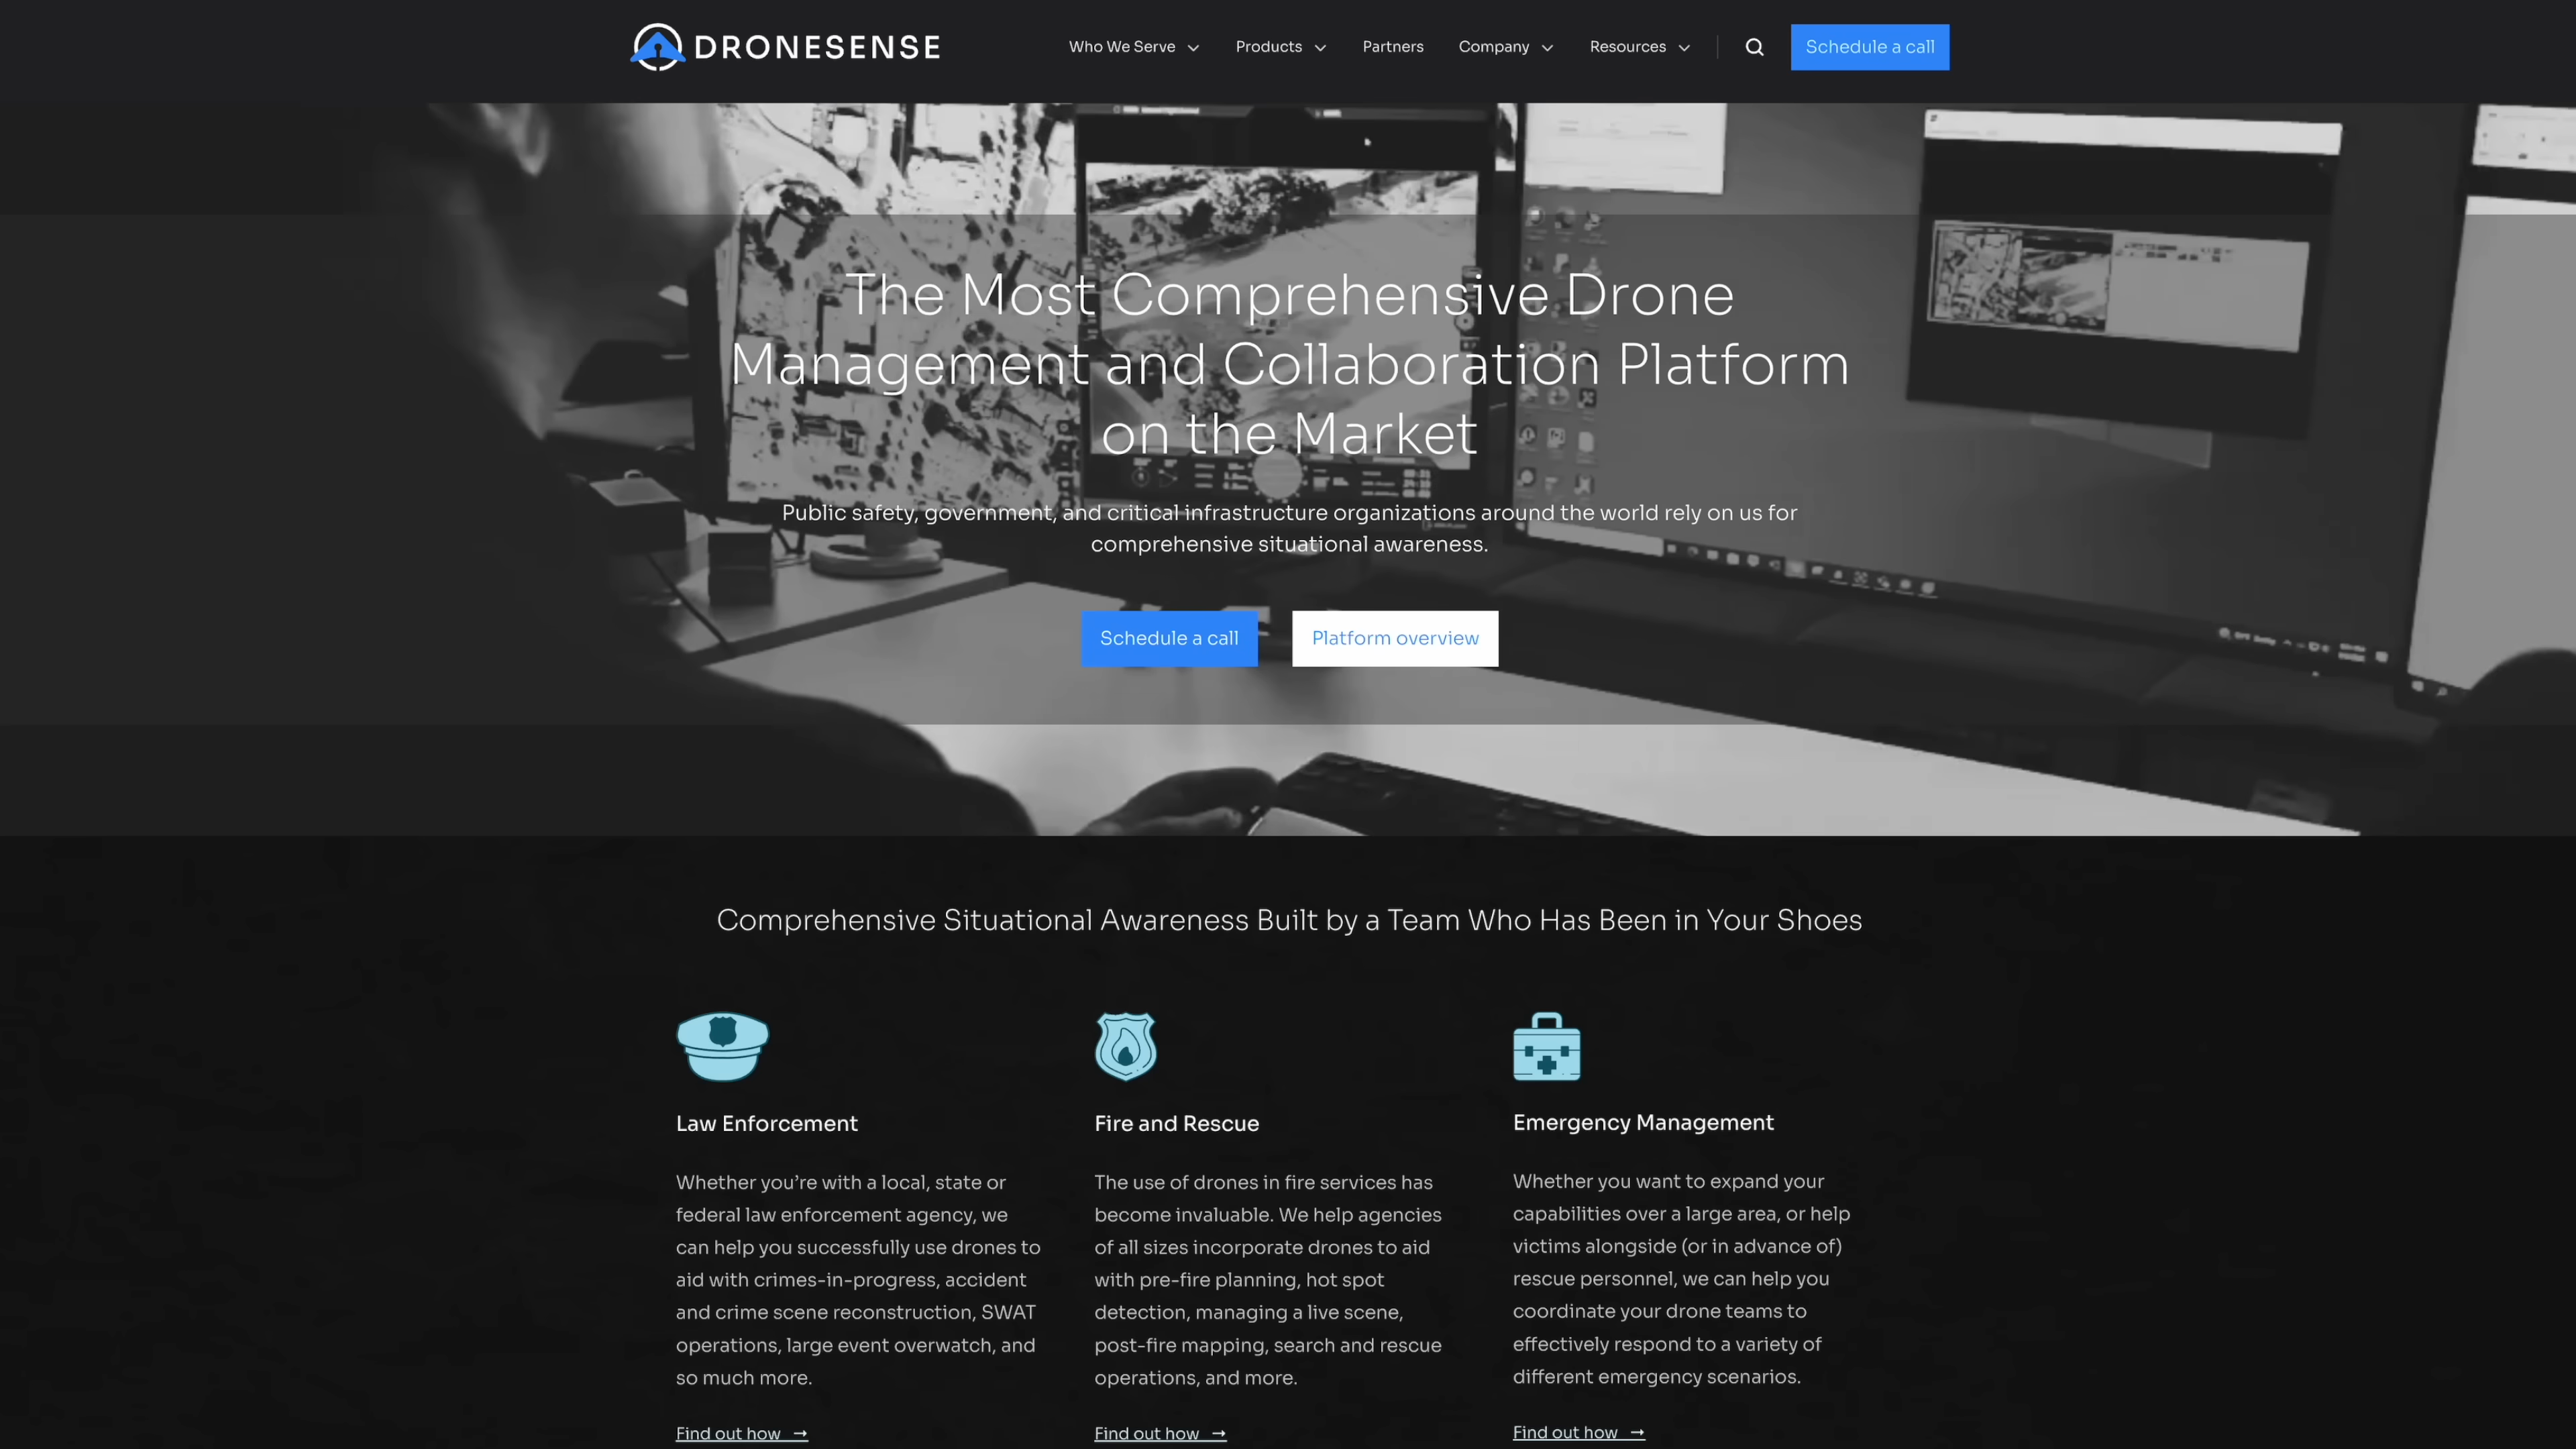 DRONESENSE
Who We Serve
Products
Partners
Company
Resources
Schedule a call
The Most Comprehensive Drone
Management and Collaboration Platform
on the Market
Public safety, government, and critical infrastructure organizations around the world rely on us for
comprehensive situational awareness.
Schedule a call
Platform overview
Comprehensive Situational Awareness Built by a Team Who Has Been in Your Shoes
Law Enforcement
Whether you’re with a local, state or
federal law enforcement agency, we
can help you successfully use drones to
aid with crimes-in-progress, accident
and crime scene reconstruction, SWAT
operations, large event overwatch, and
so much more.
Find out how →
Fire and Rescue
The use of drones in fire services has
become invaluable. We help agencies
of all sizes incorporate drones to aid
with pre-fire planning, hot spot
detection, managing a live scene,
post-fire mapping, search and rescue
operations, and more.
Find out how →
Emergency Management
Whether you want to expand your
capabilities over a large area, or help
victims alongside (or in advance of)
rescue personnel, we can help you
coordinate your drone teams to
effectively respond to a variety of
different emergency scenarios.
Find out how →